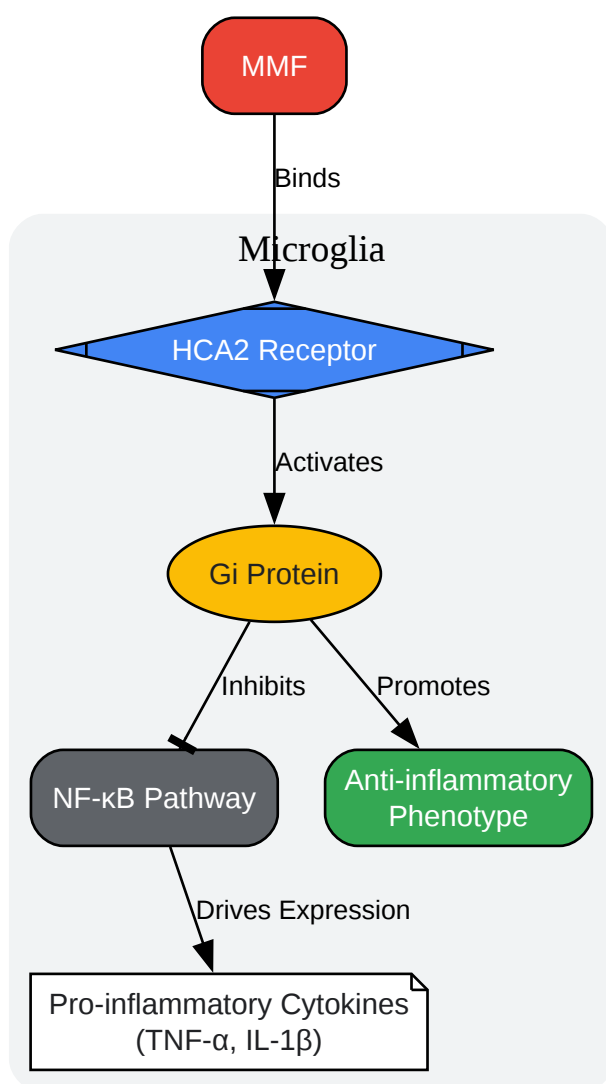 MMF
Binds
Microglia
HCA2 Receptor
Activates
Gi Protein
Inhibits
Promotes
NF-κB Pathway
Anti-inflammatory
Phenotype
Drives Expression
Pro-inflammatory Cytokines
(TNF-α, IL-1β)